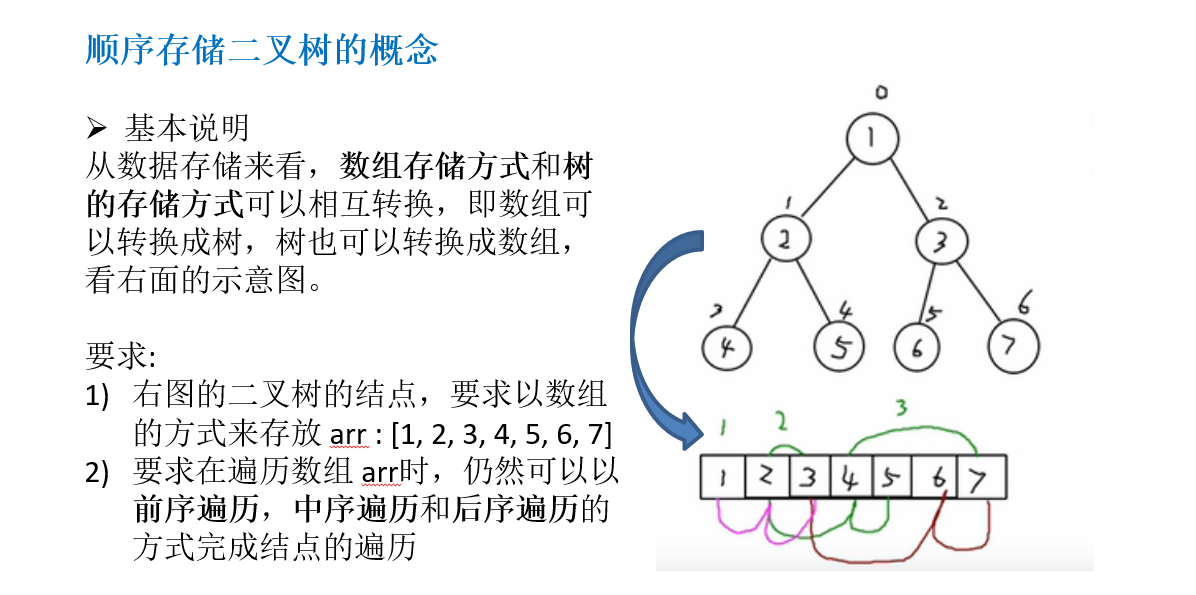 顺序存储二叉树的概念
➢ 基本说明
从数据存储来看，数组存储方式和树
的存储方式可以相互转换，即数组可
以转换成树，树也可以转换成数组，
看右面的示意图。
要求:
1) 右图的二叉树的结点，要求以数组
的方式来存放 arr : [1, 2, 3, 4, 5, 6, 7]
2) 要求在遍历数组 arr时，仍然可以以
前序遍历，中序遍历和后序遍历的
方式完成结点的遍历
0
1
1 2
2 3
3 4 5 6
4 5 6 7
1 2 3
1 2 3 4 5 6 7